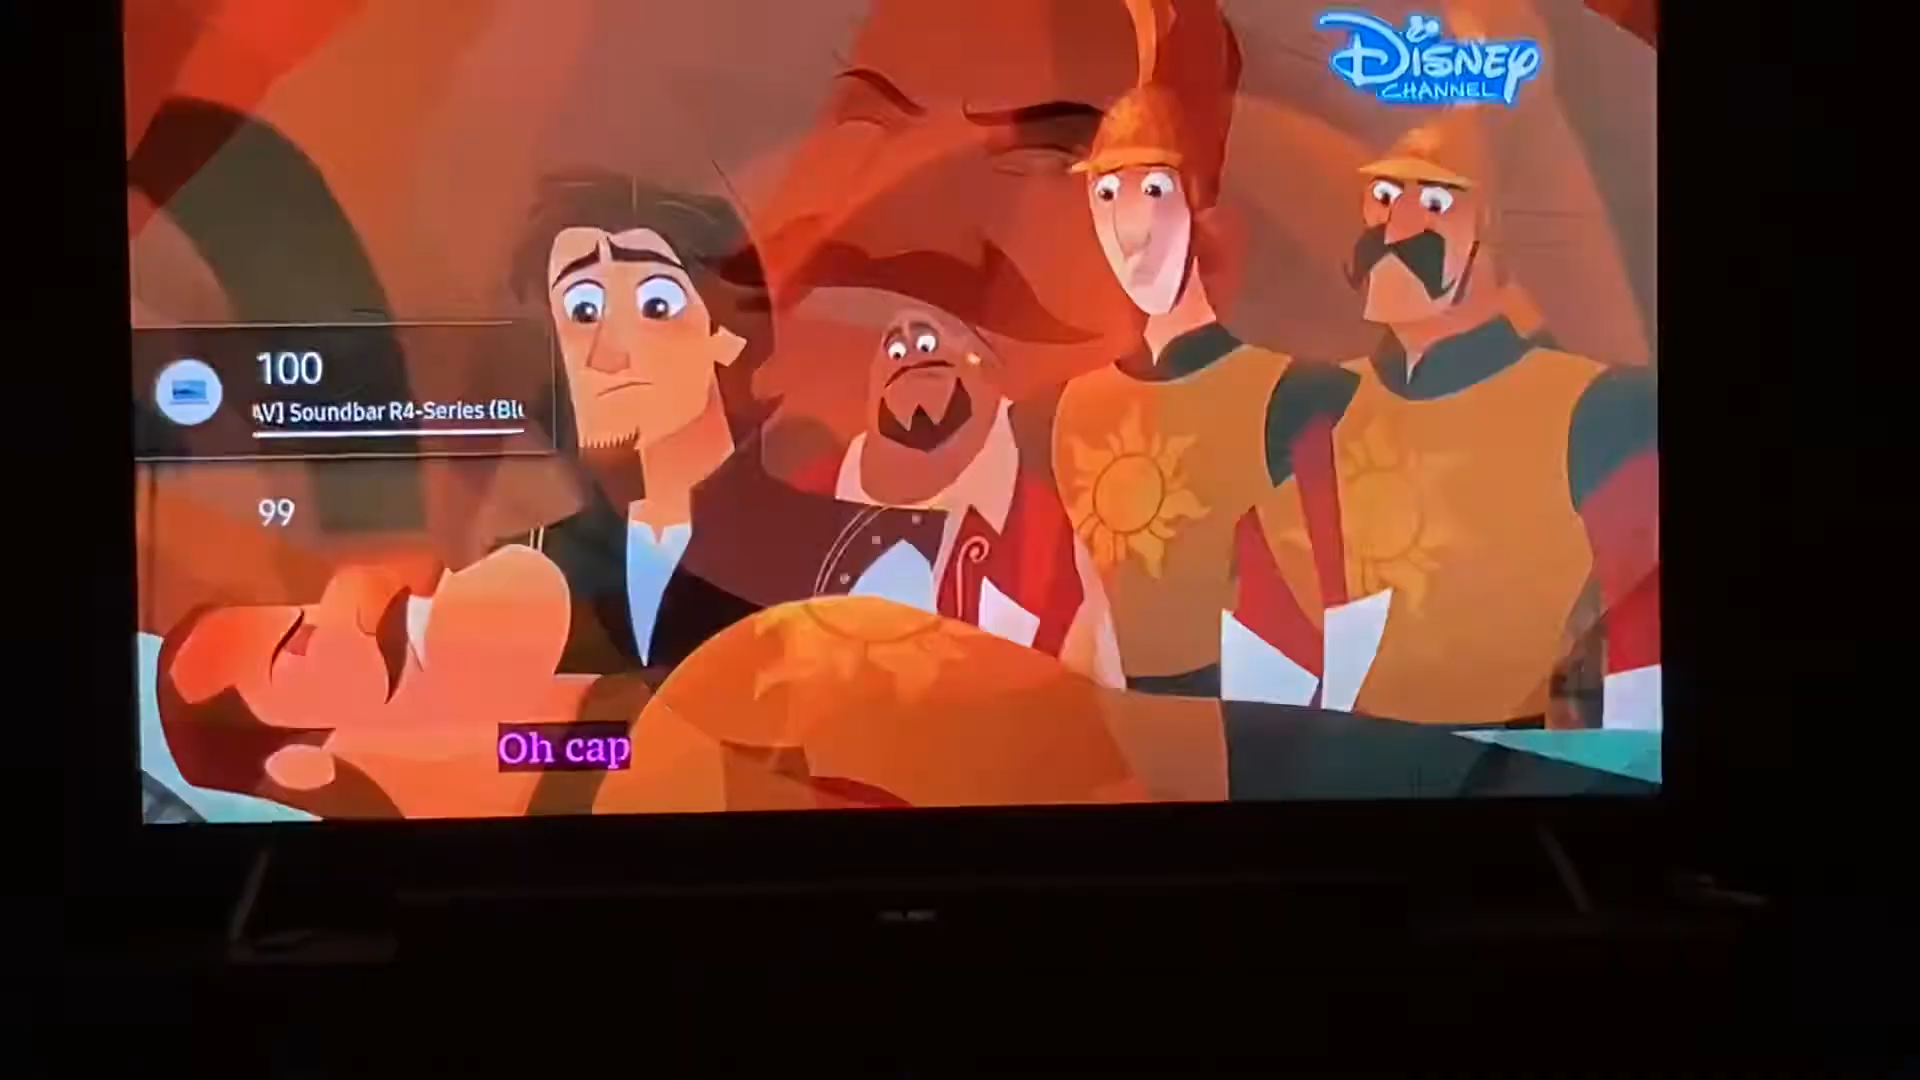 DISNEY
CHANNEL
100
AV] Soundbar R4-Series (Blu
99
Oh cap